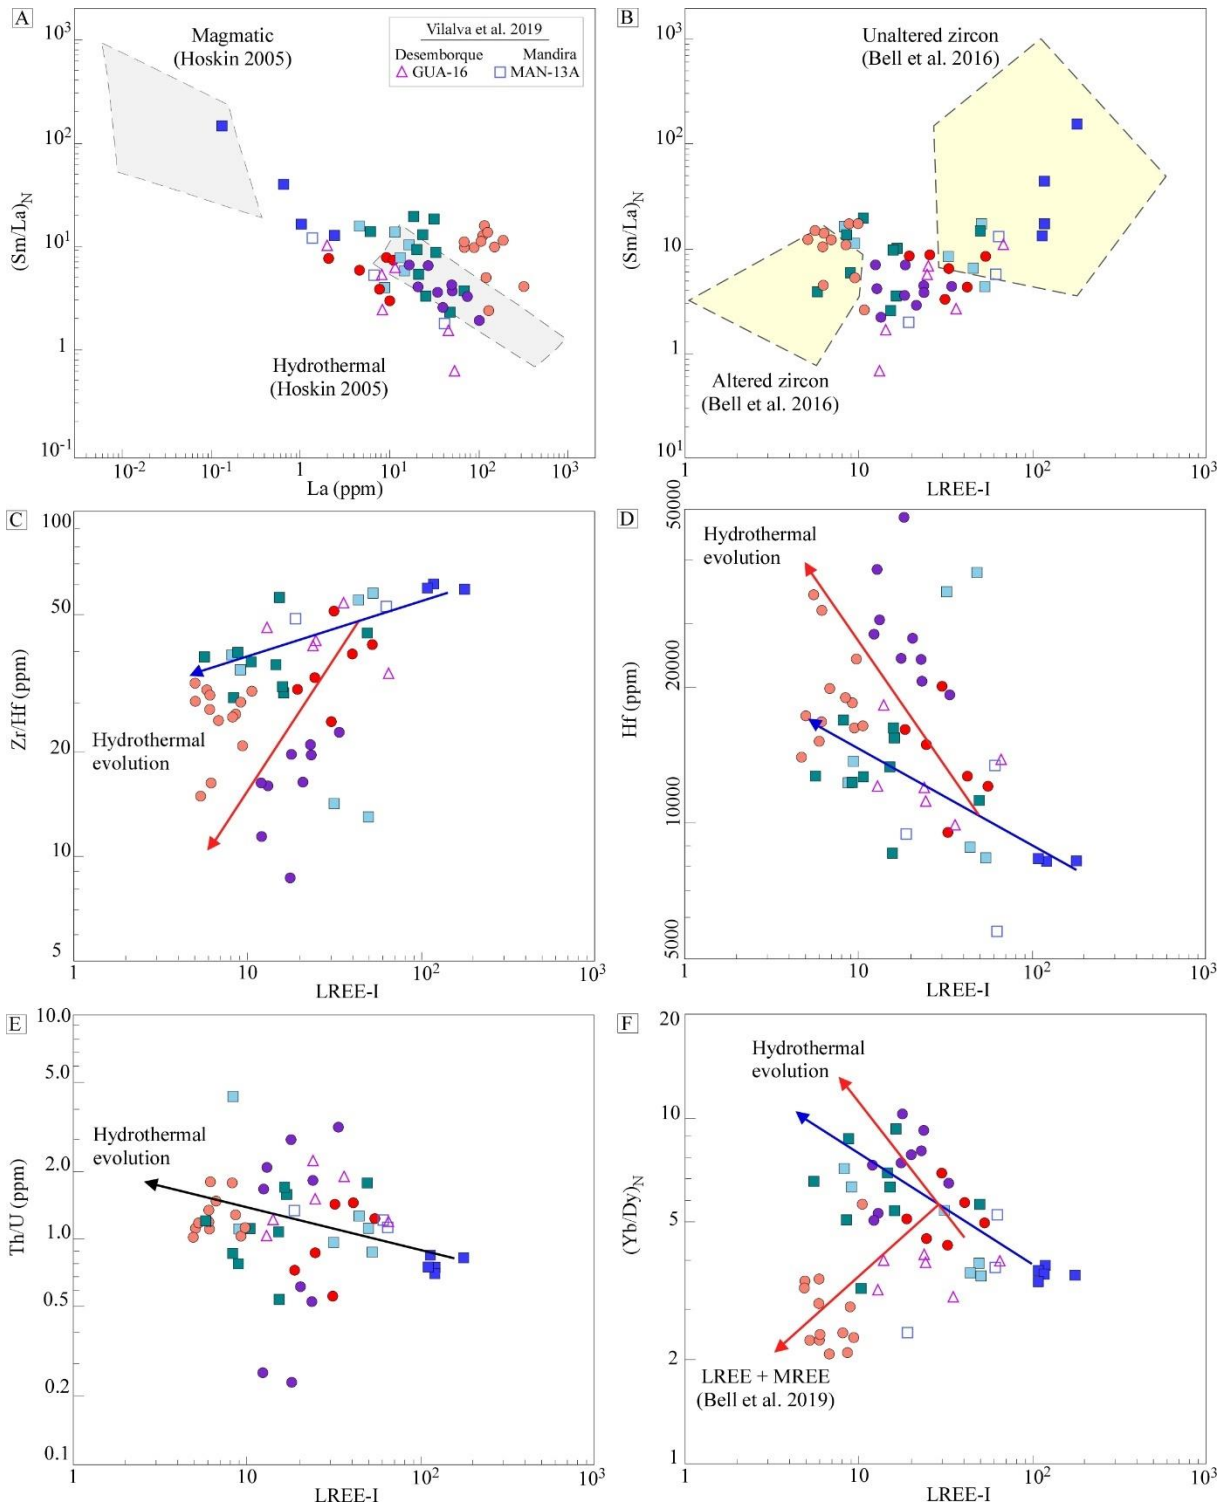 A
10³
10²
10¹
1
10⁻¹
(Sm/La)N
Magmatic
(Hoskin 2005)
Vilalva et al. 2019
Desemborque Mandira
GUA-16 MAN-13A
Hydrothermal
(Hoskin 2005)
10⁻² 10⁻¹ 1 10¹ 10² 10³
La (ppm)
B
10³
10²
10
1
10¹
(Sm/La)N
Unaltered zircon
(Bell et al. 2016)
Altered zircon
(Bell et al. 2016)
1 10 10² 10³
LREE-I
C
100
50
20
10
5
Zr/Hf (ppm)
Hydrothermal
evolution
1 10 10² 10³
LREE-I
D
50000
20000
10000
5000
Hf (ppm)
Hydrothermal
evolution
1 10 10² 10³
LREE-I
E
10.0
5.0
2.0
1.0
0.5
0.2
0.1
Th/U (ppm)
Hydrothermal
evolution
1 10 10² 10³
LREE-I
F
20
10
5
2
1
(Yb/Dy)N
Hydrothermal
evolution
LREE + MREE
(Bell et al. 2019)
1 10 10² 10³
LREE-I